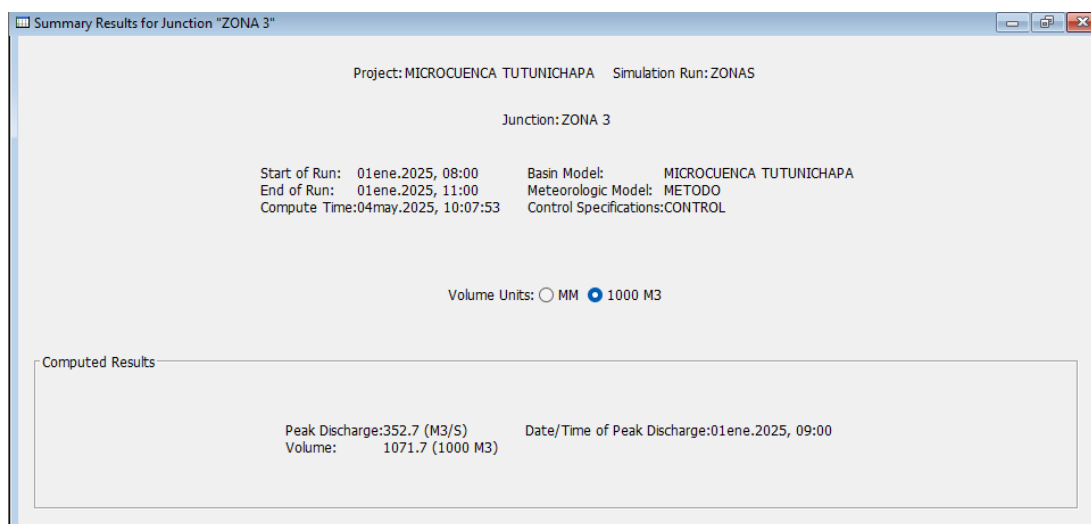 Summary Results for Junction "ZONA 3"
Project: MICROCUENCA TUTUNICHAPA Simulation Run: ZONAS
Junction: ZONA 3
Start of Run: 01ene.2025, 08:00 Basin Model: MICROCUENCA TUTUNICHAPA
End of Run: 01ene.2025, 11:00 Meteorologic Model: METODO
Compute Time:04may.2025, 10:07:53 Control Specifications:CONTROL
Volume Units: MM 1000 M3
Computed Results
Peak Discharge:352.7 (M3/S) Date/Time of Peak Discharge:01ene.2025, 09:00
Volume: 1071.7 (1000 M3)